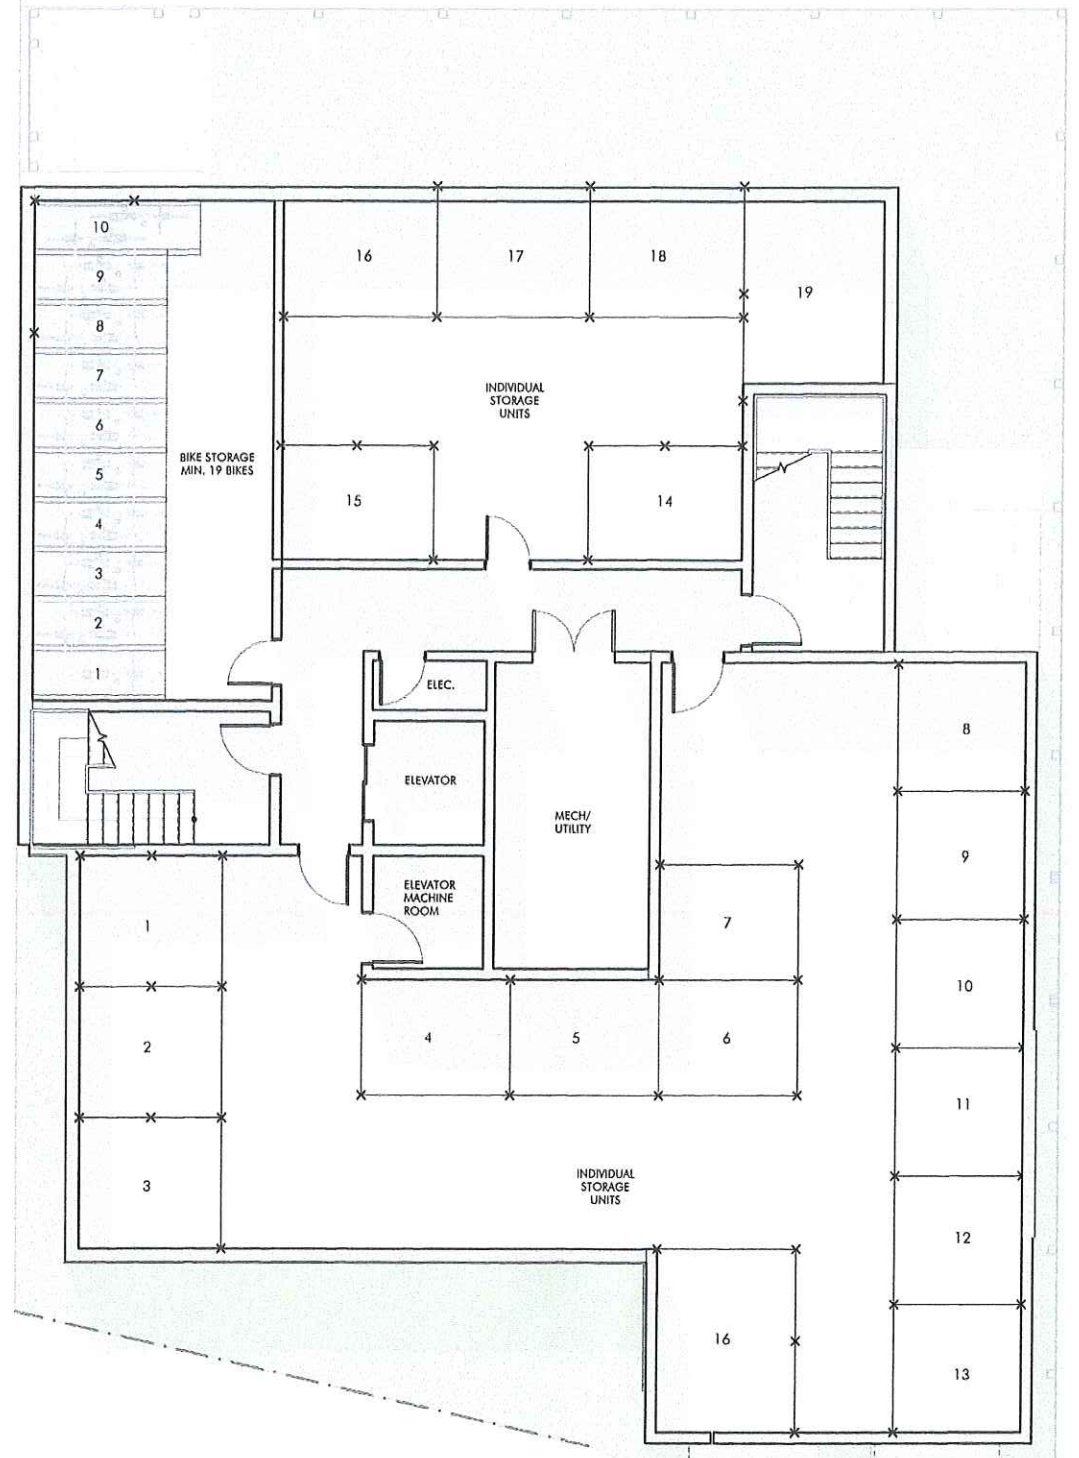 10
9
8
7
6
5
4
3
2
1
BIKE STORAGE
MIN. 19 BIKES
16
17
18
19
INDIVIDUAL
STORAGE
UNITS
15
14
ELEC.
ELEVATOR
ELEVATOR
MACHINE
ROOM
MECH/
UTILITY
1
2
3
4
5
6
7
8
9
10
11
12
13
INDIVIDUAL
STORAGE
UNITS
16